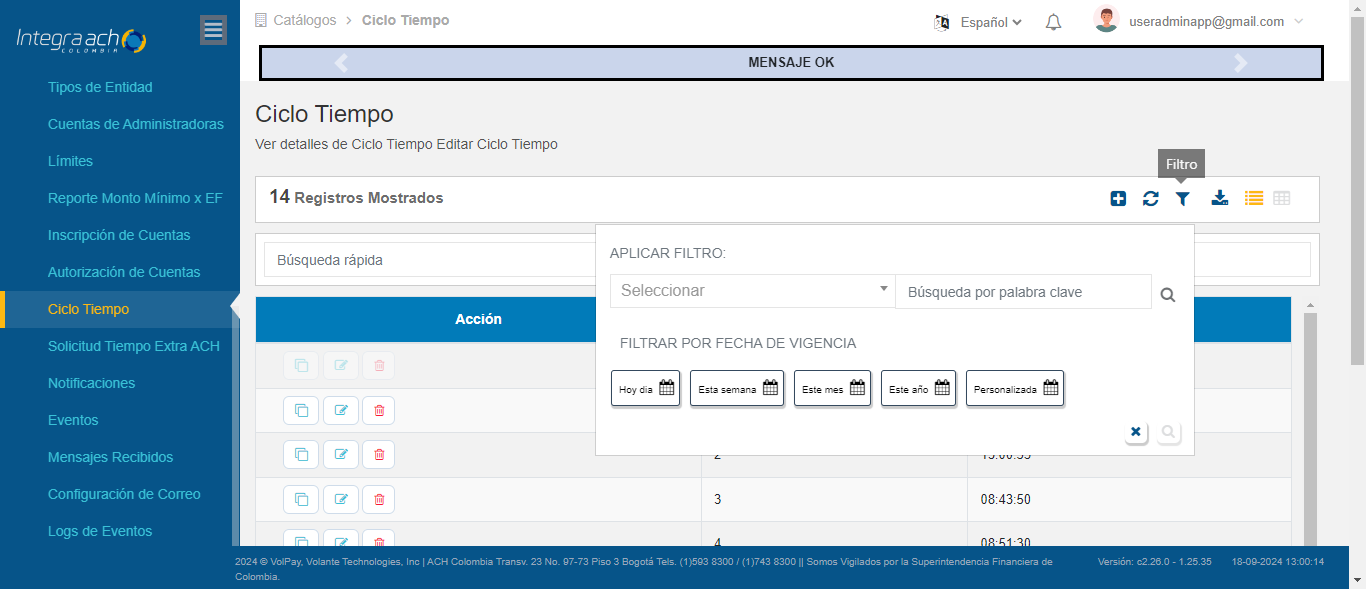 Integra ach
COLOMBIA
Tipos de Entidad
Cuentas de Administradoras
Límites
Reporte Monto Mínimo x EF
Inscripción de Cuentas
Autorización de Cuentas
Ciclo Tiempo
Solicitud Tiempo Extra ACH
Notificaciones
Eventos
Mensajes Recibidos
Configuración de Correo
Logs de Eventos
Catálogos > Ciclo Tiempo
Español
useradminapp@gmail.com
MENSAJE OK
Ciclo Tiempo
Ver detalles de Ciclo Tiempo Editar Ciclo Tiempo
Filtro
14 Registros Mostrados
Búsqueda rápida
APLICAR FILTRO:
Seleccionar
Búsqueda por palabra clave
FILTRAR POR FECHA DE VIGENCIA
Hoy dia
Esta semana
Este mes
Este año
Personalizada
Acción
3 08:43:50
4 08:51:30
2024 © VolPay, Volante Technologies, Inc | ACH Colombia Transv. 23 No. 97-73 Piso 3 Bogotá Tels. (1)593 8300 / (1)743 8300 || Somos Vigilados por la Superintendencia Financiera de
Colombia.
Versión: c2.26.0 - 1.25.35
18-09-2024 13:00:14